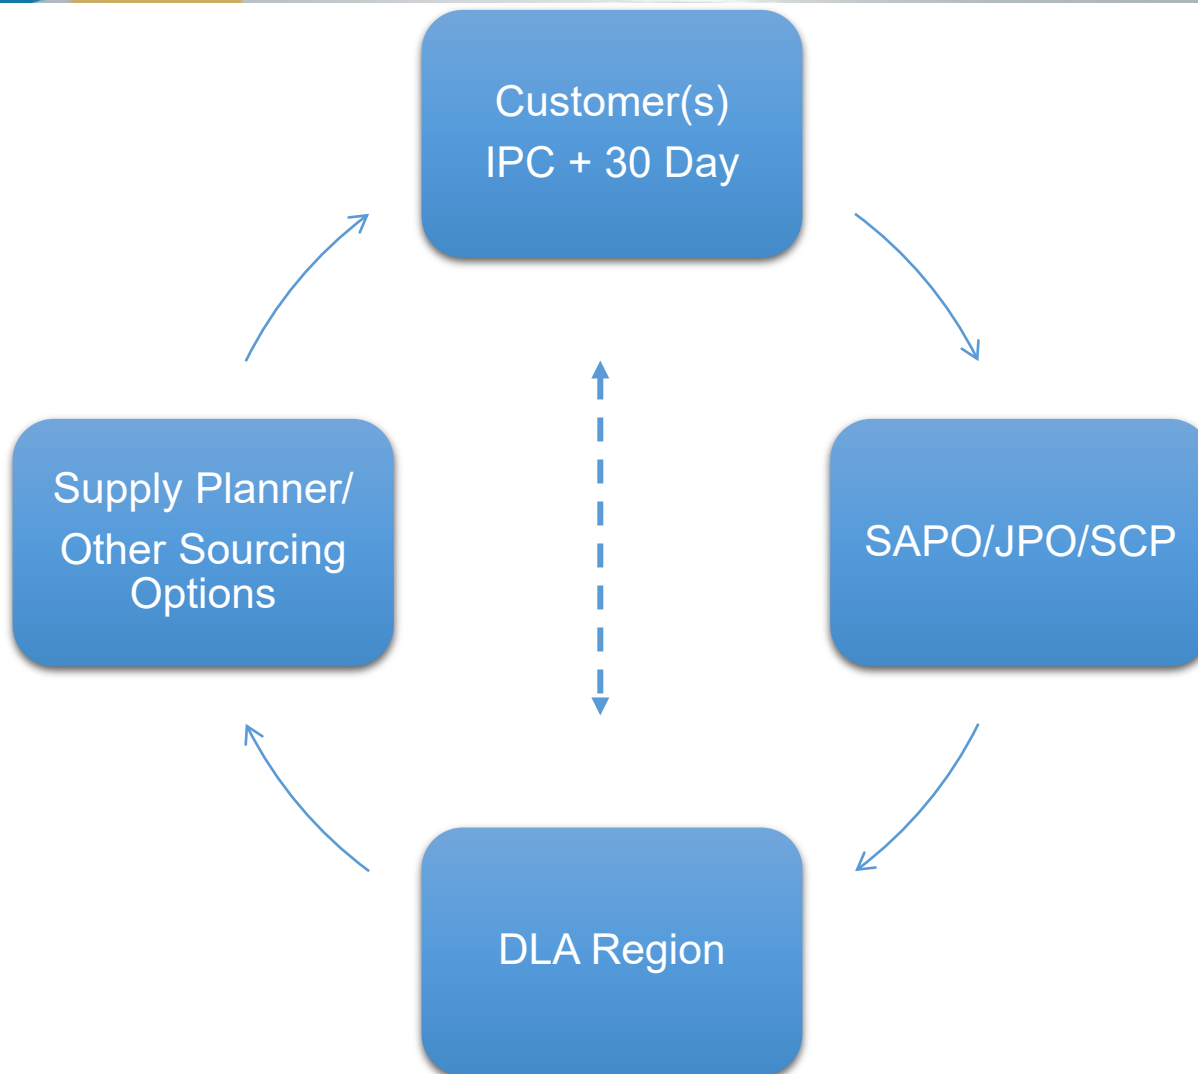 Customer(s)
IPC + 30 Day
Supply Planner/
Other Sourcing
Options
SAPO/JPO/SCP
DLA Region